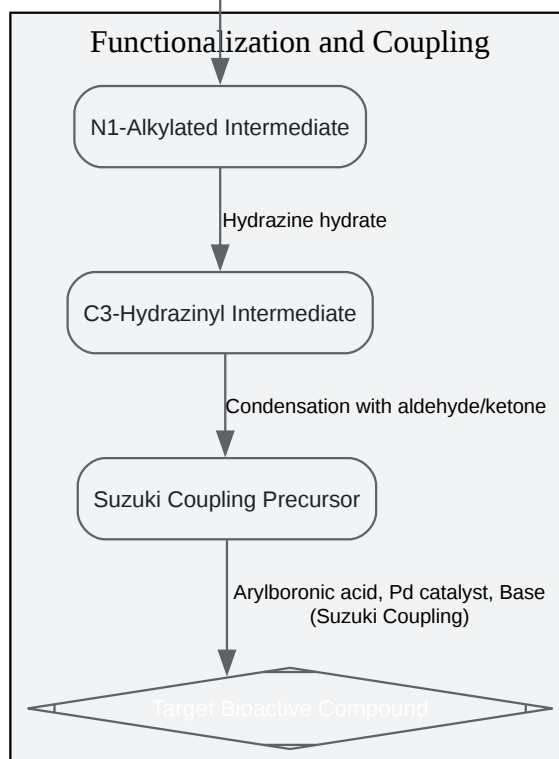 Functionalization and Coupling
N1-Alkylated Intermediate
Hydrazine hydrate
C3-Hydrazinyl Intermediate
Condensation with aldehyde/ketone
Suzuki Coupling Precursor
Arylboronic acid, Pd catalyst, Base
(Suzuki Coupling)
Target Bioactive Compound